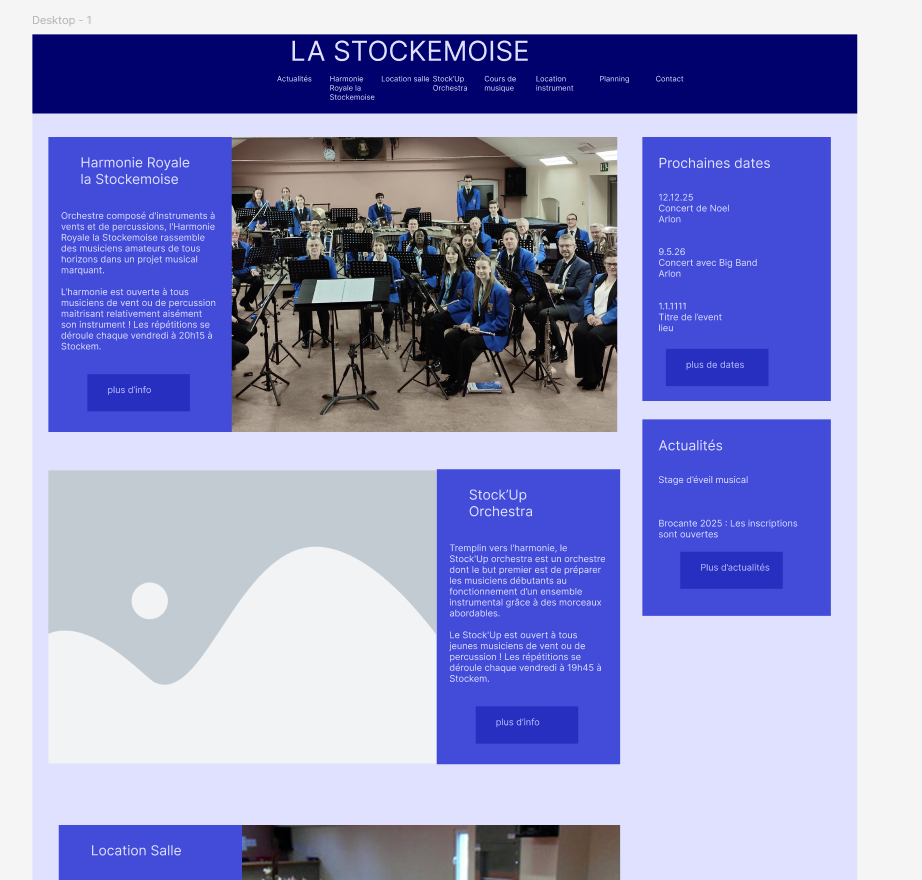 Desktop - 1
LA STOCKEMOISE
Actualités
Harmonie
Royale la
Stockemoise
Location salle
Stock'Up
Orchestra
Cours de
musique
Location
instrument
Planning
Contact
Harmonie Royale
la Stockemoise
Orchestre composé d'instruments à
vents et de percussions, l'Harmonie
Royale la Stockemoise rassemble
des musiciens amateurs de tous
horizons dans un projet musical
marquant.
L'harmonie est ouverte à tous
musiciens de vent ou de percussion
maitrisant relativement aisément
son instrument ! Les répétitions se
déroule chaque vendredi à 20h15 à
Stockem.
plus d'info
Prochaines dates
12.12.25
Concert de Noel
Arlon
9.5.26
Concert avec Big Band
Arlon
1.1.1111
Titre de l'event
lieu
plus de dates
Actualités
Stage d'éveil musical
Brocante 2025 : Les inscriptions
sont ouvertes
Plus d'actualités
Stock'Up
Orchestra
Tremplin vers l'harmonie, le
Stock'Up orchestra est un orchestre
dont le but premier est de préparer
les musiciens débutants au
fonctionnement d'un ensemble
instrumental grâce à des morceaux
abordables.
Le Stock'Up est ouvert à tous
jeunes musiciens de vent ou de
percussion ! Les répétitions se
déroule chaque vendredi à 19h45 à
Stockem.
plus d'info
Location Salle